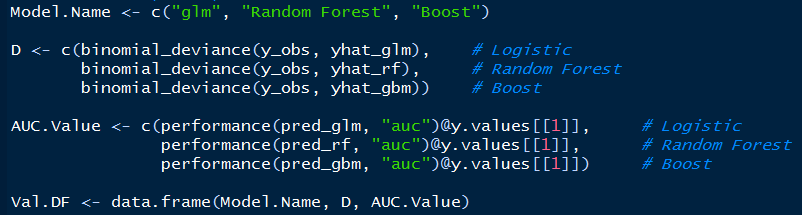 Model.Name <- c("glm", "Random Forest", "Boost")
D <- c(binomial_deviance(y_obs, yhat_glm),    # Logistic
       binomial_deviance(y_obs, yhat_rf),     # Random Forest
       binomial_deviance(y_obs, yhat_gbm))    # Boost
AUC.Value <- c(performance(pred_glm, "auc")@y.values[[1]],     # Logistic
               performance(pred_rf, "auc")@y.values[[1]],      # Random Forest
               performance(pred_gbm, "auc")@y.values[[1]])     # Boost
Val.DF <- data.frame(Model.Name, D, AUC.Value)